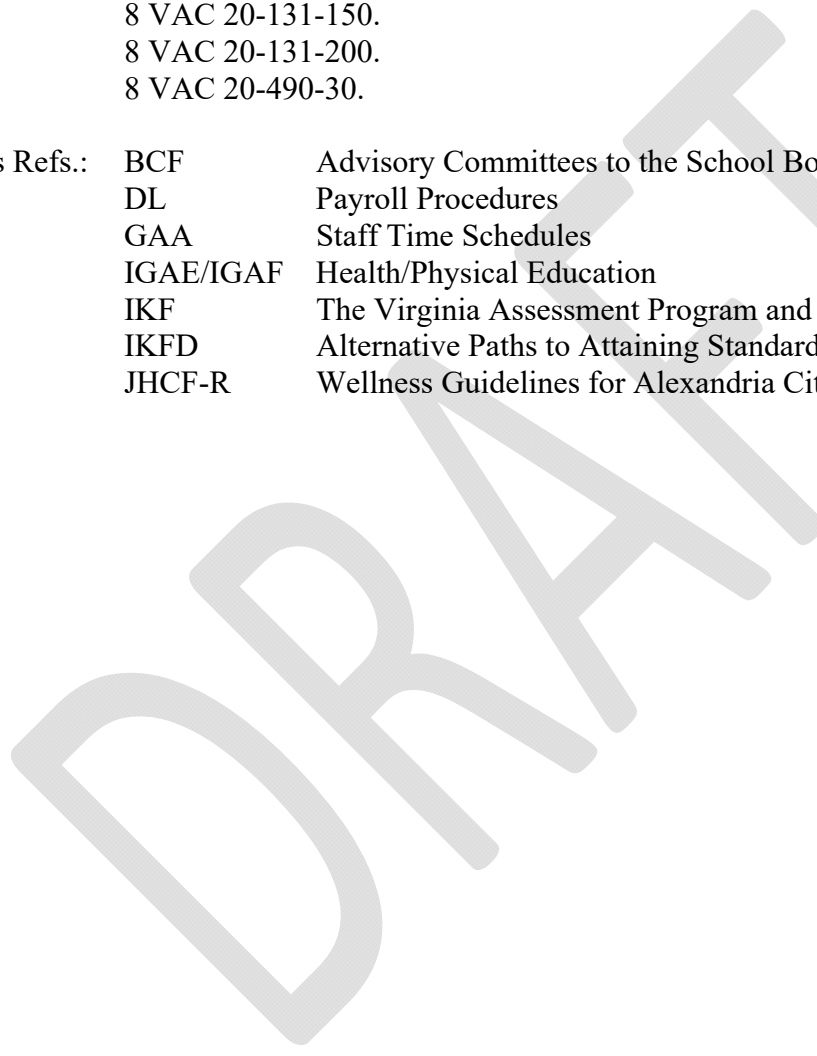 8 VAC 20-131-150.
8 VAC 20-131-200.
8 VAC 20-490-30.
s Refs.: BCF Advisory Committees to the School Bo
DL Payroll Procedures
GAA Staff Time Schedules
IGAE/IGAF Health/Physical Education
IKF The Virginia Assessment Program and
IKFD Alternative Paths to Attaining Standard
JHCF-R Wellness Guidelines for Alexandria Cit
DRAFT